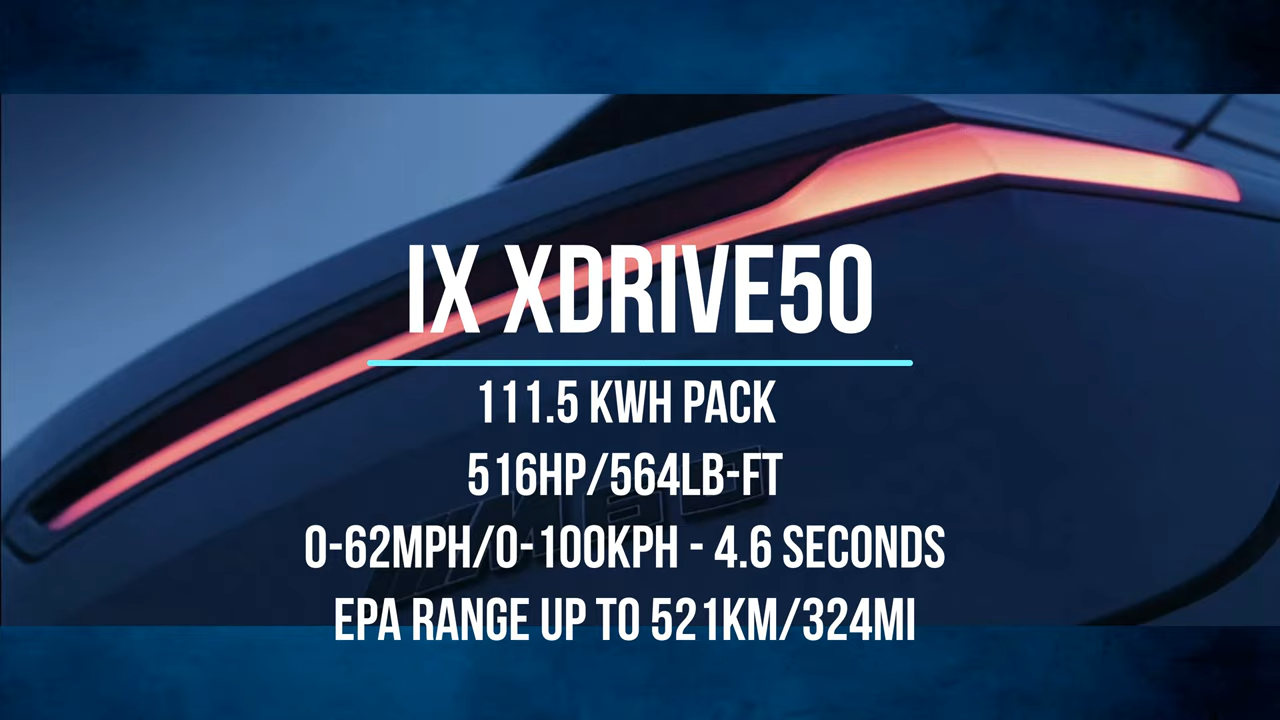 IX XDRIVE50
111.5 KWH PACK
516HP/564LB-FT
0-62MPH/0-100KPH - 4.6 SECONDS
EPA RANGE UP TO 521KM/324MI
M60